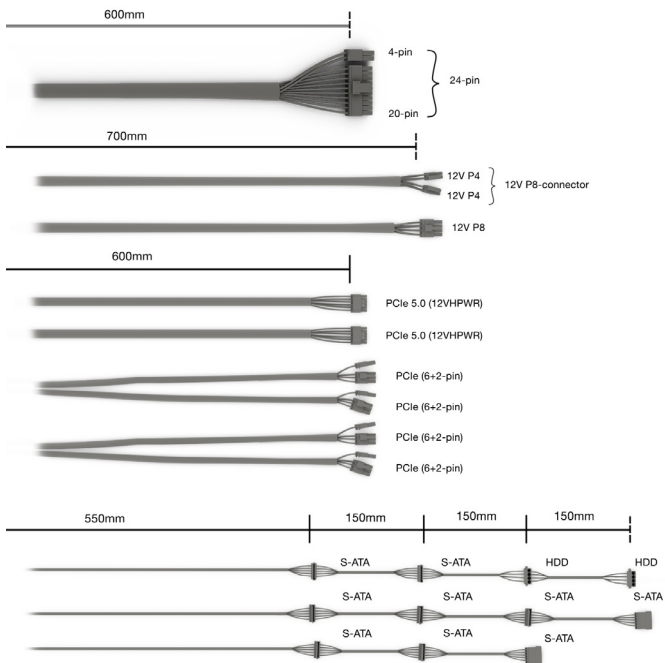 600mm
4-pin
24-pin
20-pin
700mm
12V P4
12V P4
12V P8-connector
12V P8
600mm
PCIe 5.0 (12VHPWR)
PCIe 5.0 (12VHPWR)
PCIe (6+2-pin)
PCIe (6+2-pin)
PCIe (6+2-pin)
PCIe (6+2-pin)
550mm 150mm 150mm 150mm
S-ATA S-ATA HDD HDD
S-ATA S-ATA S-ATA S-ATA
S-ATA S-ATA S-ATA